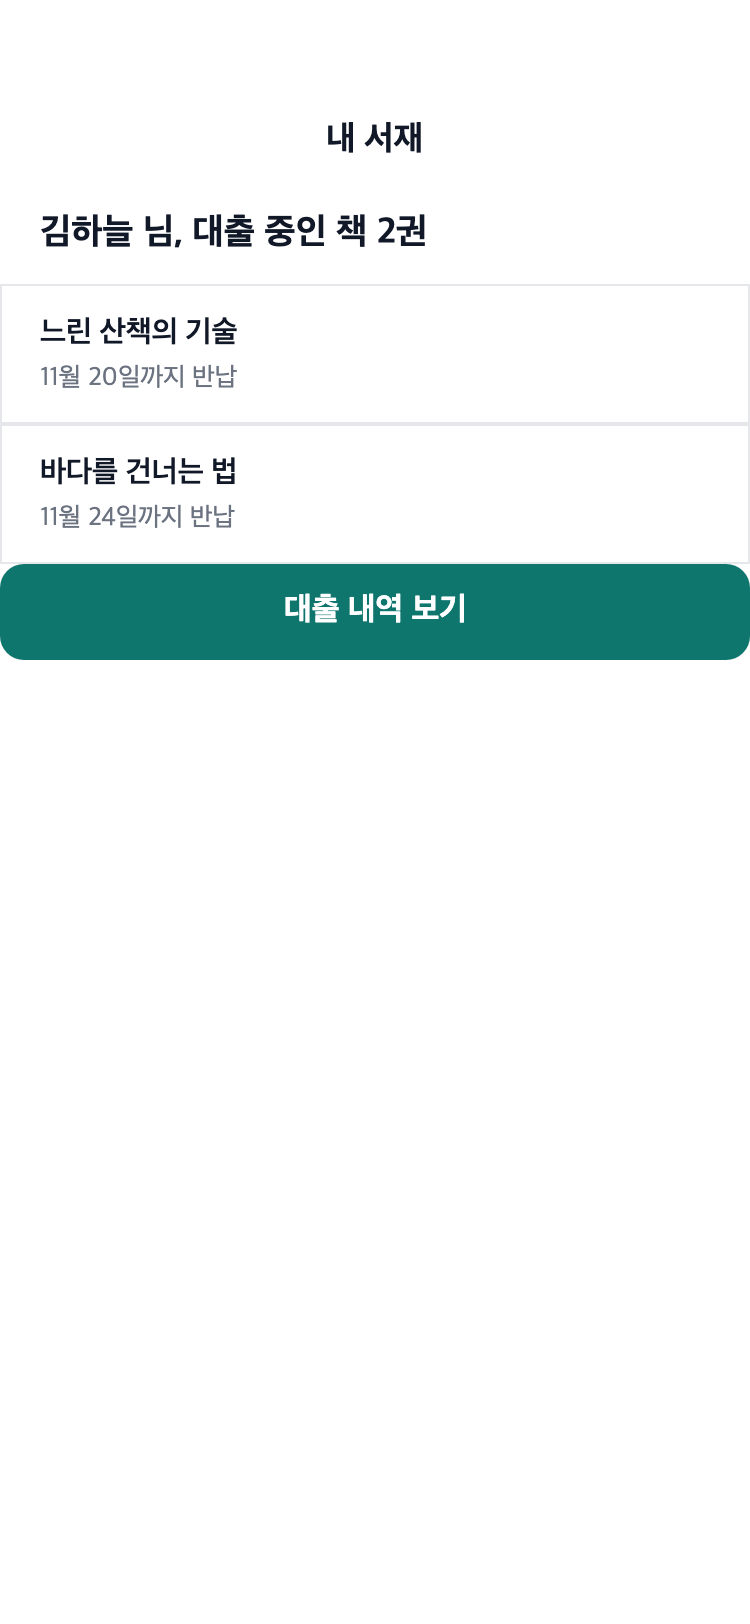 내 서재
김하늘 님, 대출 중인 책 2권
느린 산책의 기술
11월 20일까지 반납
바다를 건너는 법
11월 24일까지 반납
대출 내역 보기